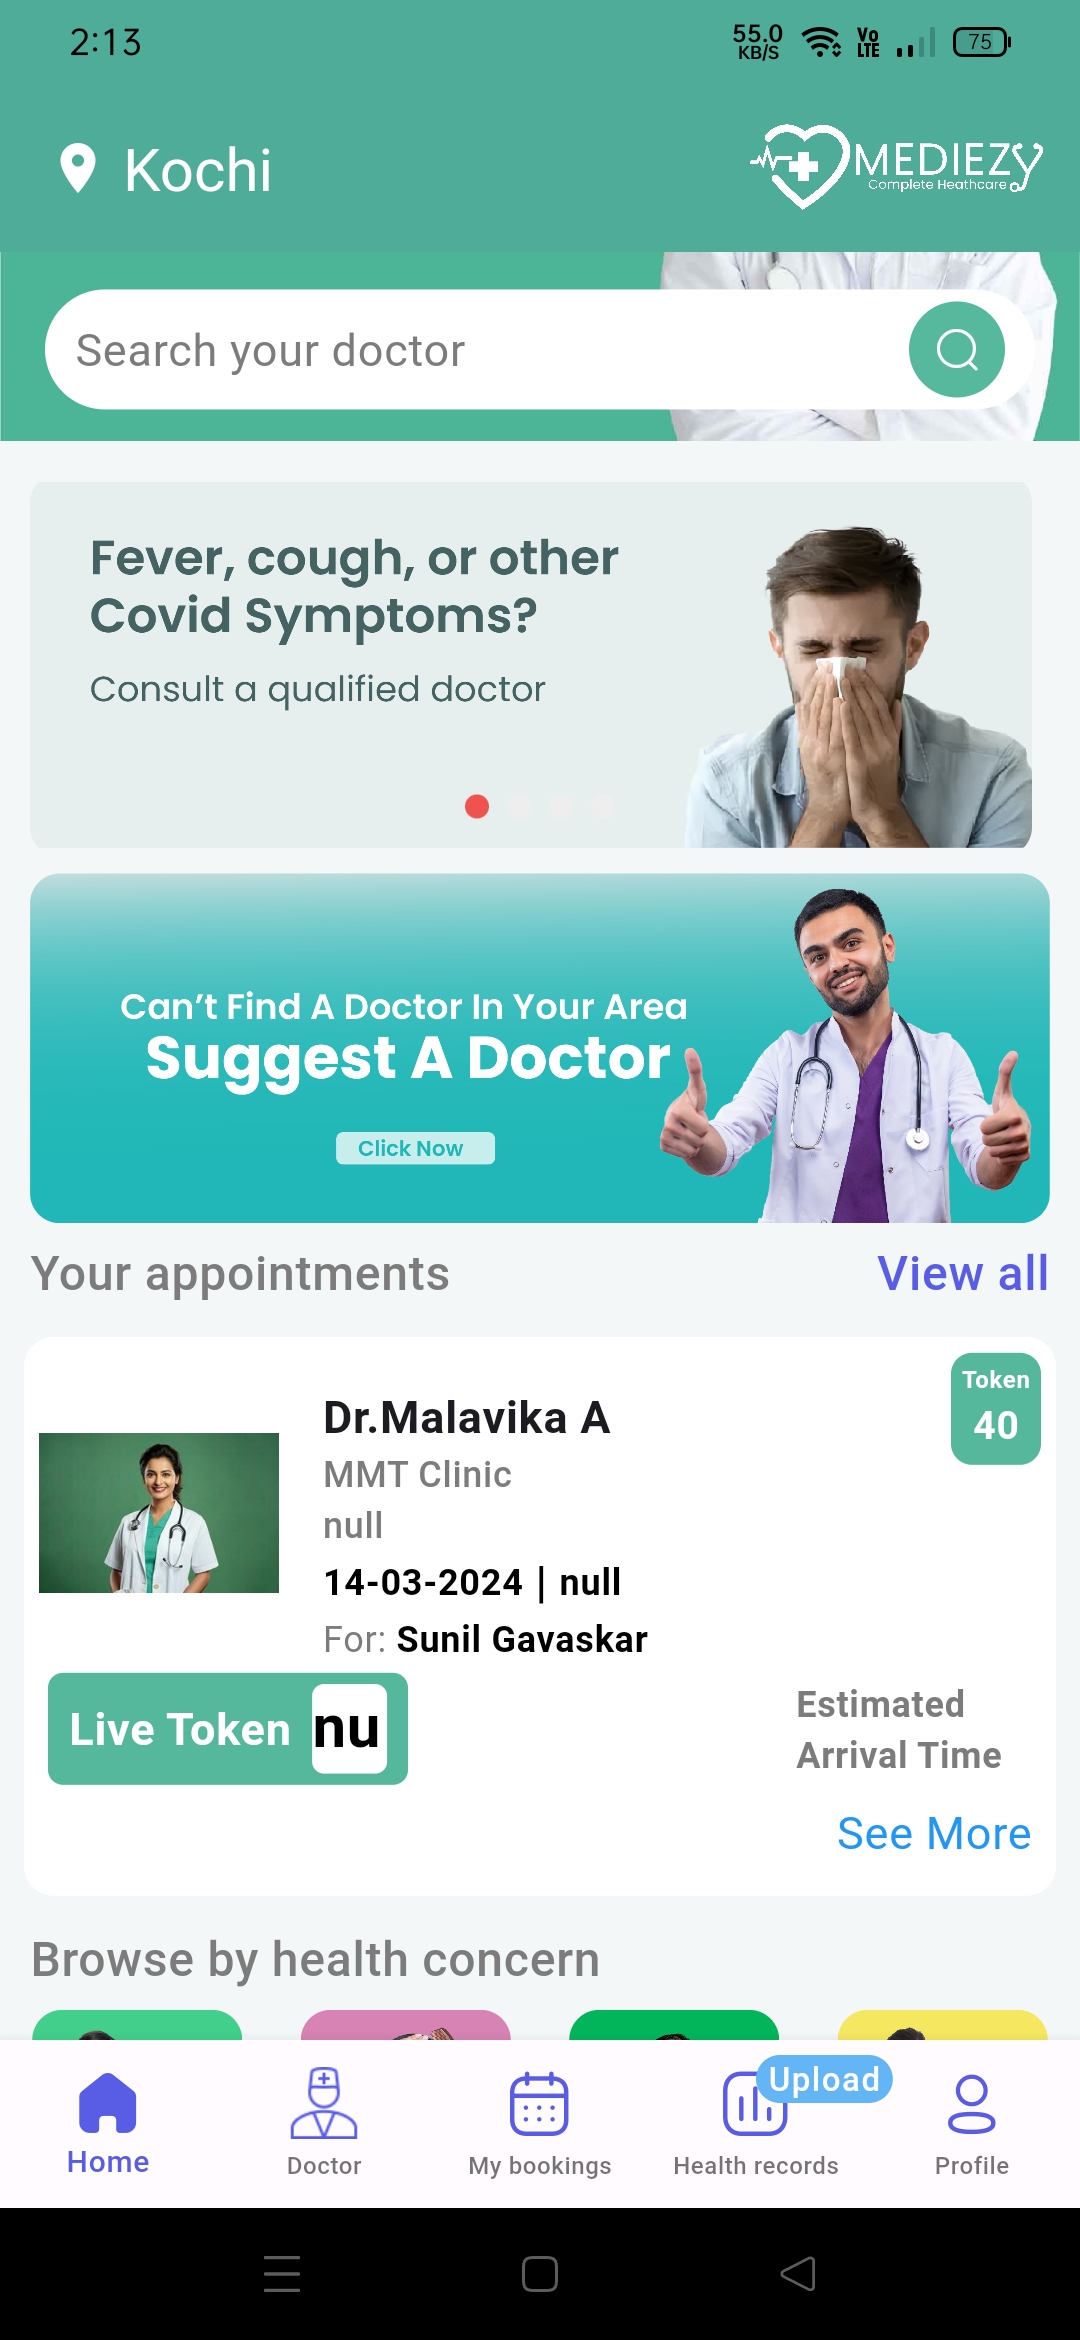 2:13
55.0
KB/S
Vo
LTE
75
Kochi
MEDIEZY
Complete Heathcare
Search your doctor
Fever, cough, or other
Covid Symptoms?
Consult a qualified doctor
Can’t Find A Doctor In Your Area
Suggest A Doctor
Click Now
Your appointments
View all
Token
40
Dr.Malavika A
MMT Clinic
null
14-03-2024 | null
For: Sunil Gavaskar
Live Token nu
Estimated
Arrival Time
See More
Browse by health concern
Upload
Home
Doctor
My bookings
Health records
Profile